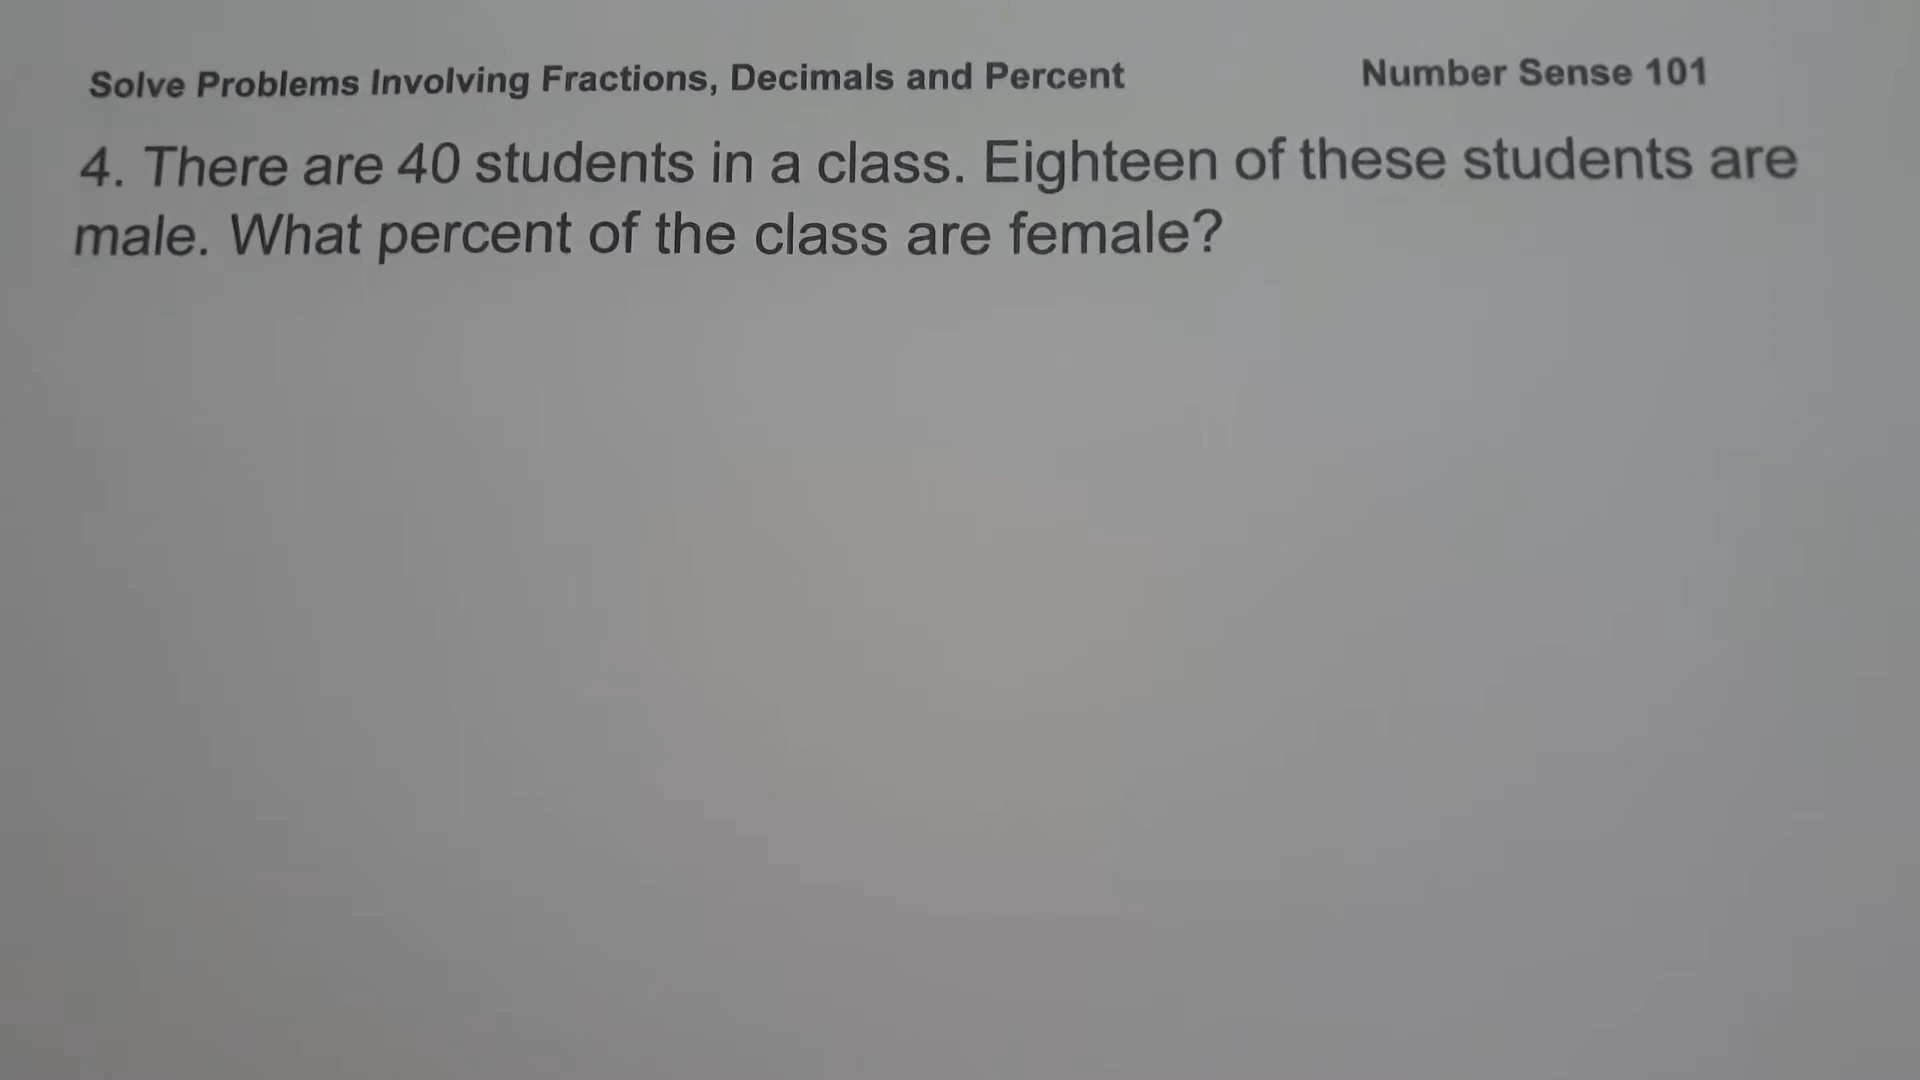 Solve Problems Involving Fractions, Decimals and Percent
Number Sense 101
4. There are 40 students in a class. Eighteen of these students are
male. What percent of the class are female?